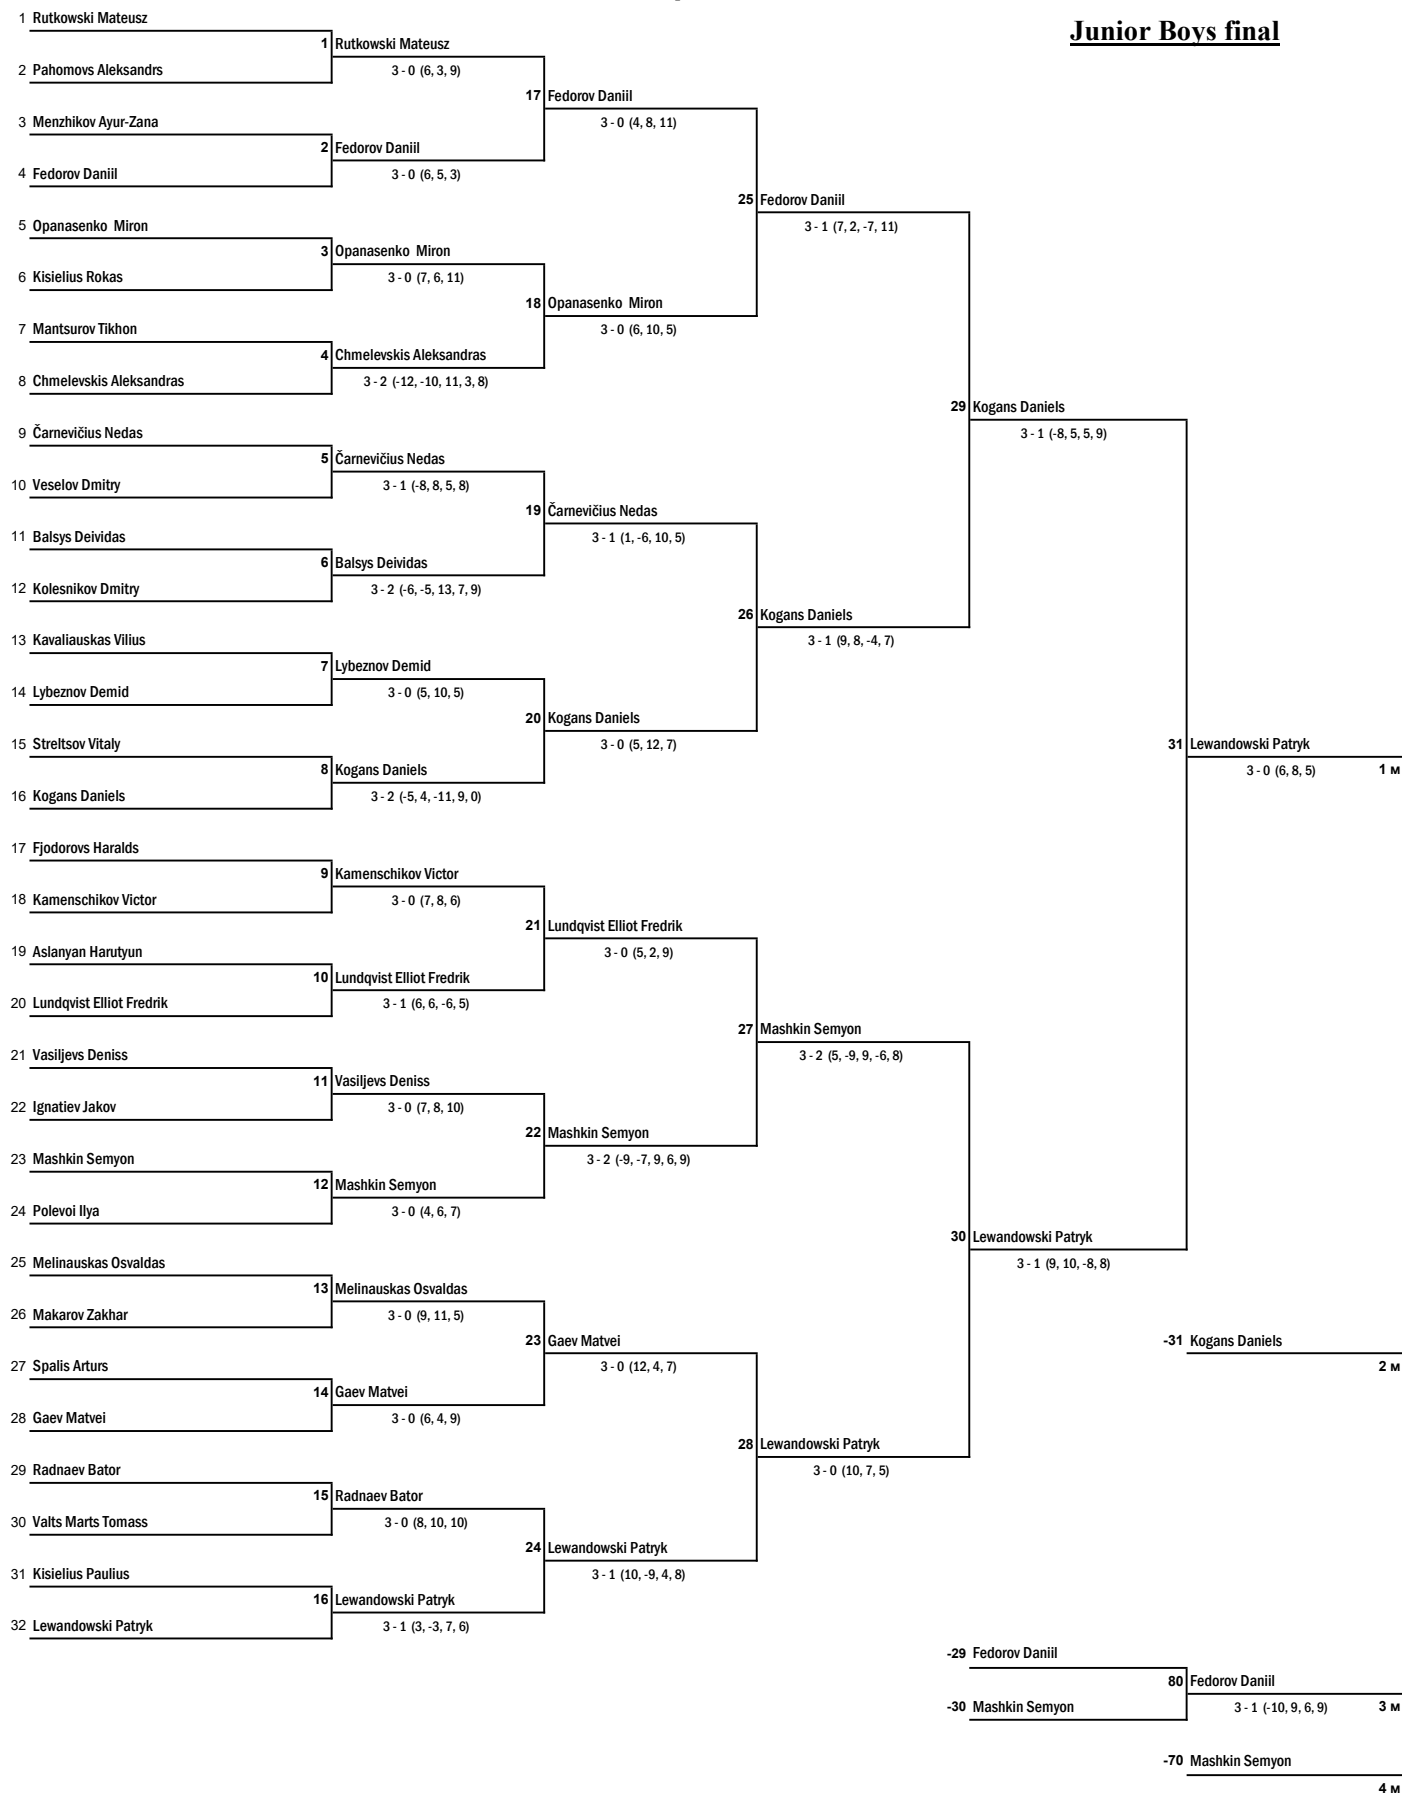 Junior Boys final
1 Rutkowski Mateusz
1 Rutkowski Mateusz
2 Pahomovs Aleksandrs
3 - 0 (6, 3, 9)
17 Fedorov Daniil
3 Menzhikov Ayur-Zana
3 - 0 (4, 8, 11)
2 Fedorov Daniil
4 Fedorov Daniil
3 - 0 (6, 5, 3)
25 Fedorov Daniil
5 Opanasenko Miron
3 - 1 (7, 2, -7, 11)
3 Opanasenko Miron
6 Kisielius Rokas
3 - 0 (7, 6, 11)
18 Opanasenko Miron
7 Mantsurov Tikhon
3 - 0 (6, 10, 5)
4 Chmelevskis Aleksandras
8 Chmelevskis Aleksandras
3 - 2 (-12, -10, 11, 3, 8)
29 Kogans Daniels
9 Čarnevičius Nedas
3 - 1 (-8, 5, 5, 9)
5 Čarnevičius Nedas
10 Veselov Dmitry
3 - 1 (-8, 8, 5, 8)
19 Čarnevičius Nedas
11 Balsys Deividas
3 - 1 (1, -6, 10, 5)
6 Balsys Deividas
12 Kolesnikov Dmitry
3 - 2 (-6, -5, 13, 7, 9)
26 Kogans Daniels
13 Kavaliauskas Vilius
3 - 1 (9, 8, -4, 7)
7 Lybeznov Demid
14 Lybeznov Demid
3 - 0 (5, 10, 5)
20 Kogans Daniels
15 Streltsov Vitaly
3 - 0 (5, 12, 7)
31 Lewandowski Patryk
8 Kogans Daniels
3 - 0 (6, 8, 5)
1 м
16 Kogans Daniels
3 - 2 (-5, 4, -11, 9, 0)
17 Fjodorovs Haralds
9 Kamenschikov Victor
18 Kamenschikov Victor
3 - 0 (7, 8, 6)
21 Lundqvist Elliot Fredrik
19 Aslanyan Harutyun
3 - 0 (5, 2, 9)
10 Lundqvist Elliot Fredrik
20 Lundqvist Elliot Fredrik
3 - 1 (6, 6, -6, 5)
27 Mashkin Semyon
21 Vasiljevs Deniss
3 - 2 (5, -9, 9, -6, 8)
11 Vasiljevs Deniss
22 Ignatiev Jakov
3 - 0 (7, 8, 10)
22 Mashkin Semyon
23 Mashkin Semyon
3 - 2 (-9, -7, 9, 6, 9)
12 Mashkin Semyon
24 Polevoi Ilya
3 - 0 (4, 6, 7)
30 Lewandowski Patryk
25 Melinauskas Osvaldas
3 - 1 (9, 10, -8, 8)
13 Melinauskas Osvaldas
26 Makarov Zakhar
3 - 0 (9, 11, 5)
23 Gaev Matvei
-31 Kogans Daniels
27 Spalis Arturs
3 - 0 (12, 4, 7)
2 м
14 Gaev Matvei
28 Gaev Matvei
3 - 0 (6, 4, 9)
28 Lewandowski Patryk
29 Radnaev Bator
3 - 0 (10, 7, 5)
15 Radnaev Bator
30 Valts Marts Tomass
3 - 0 (8, 10, 10)
24 Lewandowski Patryk
31 Kisielius Paulius
3 - 1 (10, -9, 4, 8)
16 Lewandowski Patryk
32 Lewandowski Patryk
3 - 1 (3, -3, 7, 6)
-29 Fedorov Daniil
80 Fedorov Daniil
-30 Mashkin Semyon
3 - 1 (-10, 9, 6, 9)
3 м
-70 Mashkin Semyon
4 м